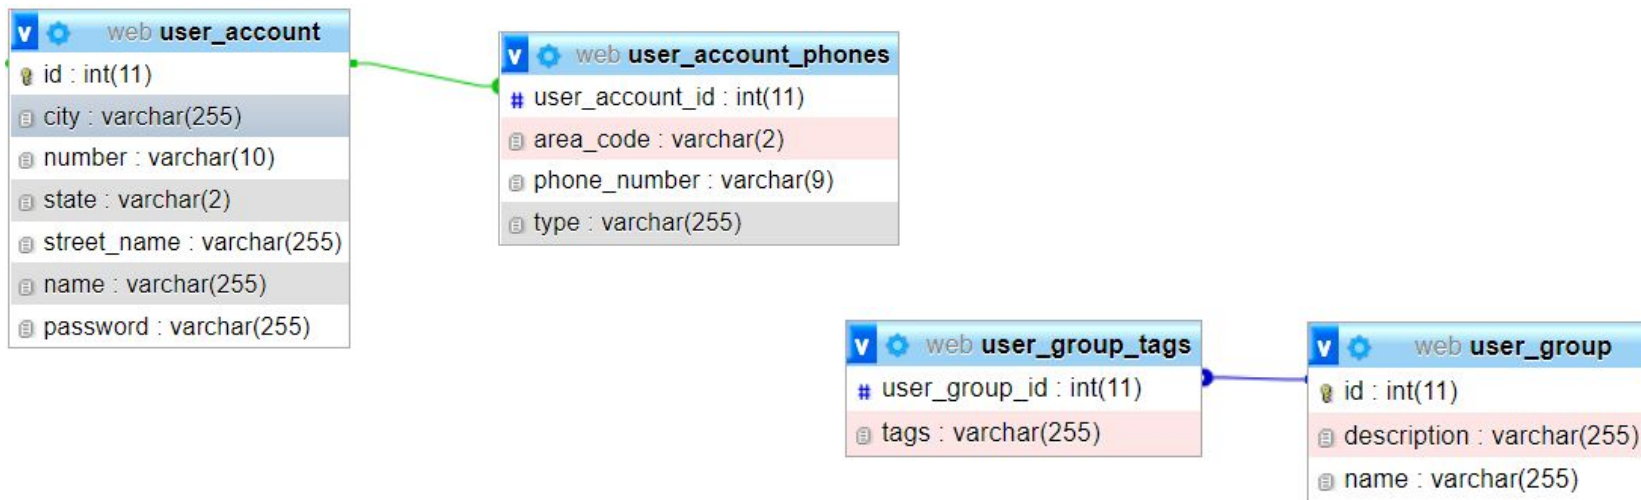 v web user_account
id : int(11)
city : varchar(255)
number : varchar(10)
state : varchar(2)
street_name : varchar(255)
name : varchar(255)
password : varchar(255)
v web user_account_phones
# user_account_id : int(11)
area_code : varchar(2)
phone_number : varchar(9)
type : varchar(255)
v web user_group_tags
# user_group_id : int(11)
tags : varchar(255)
v web user_group
id : int(11)
description : varchar(255)
name : varchar(255)